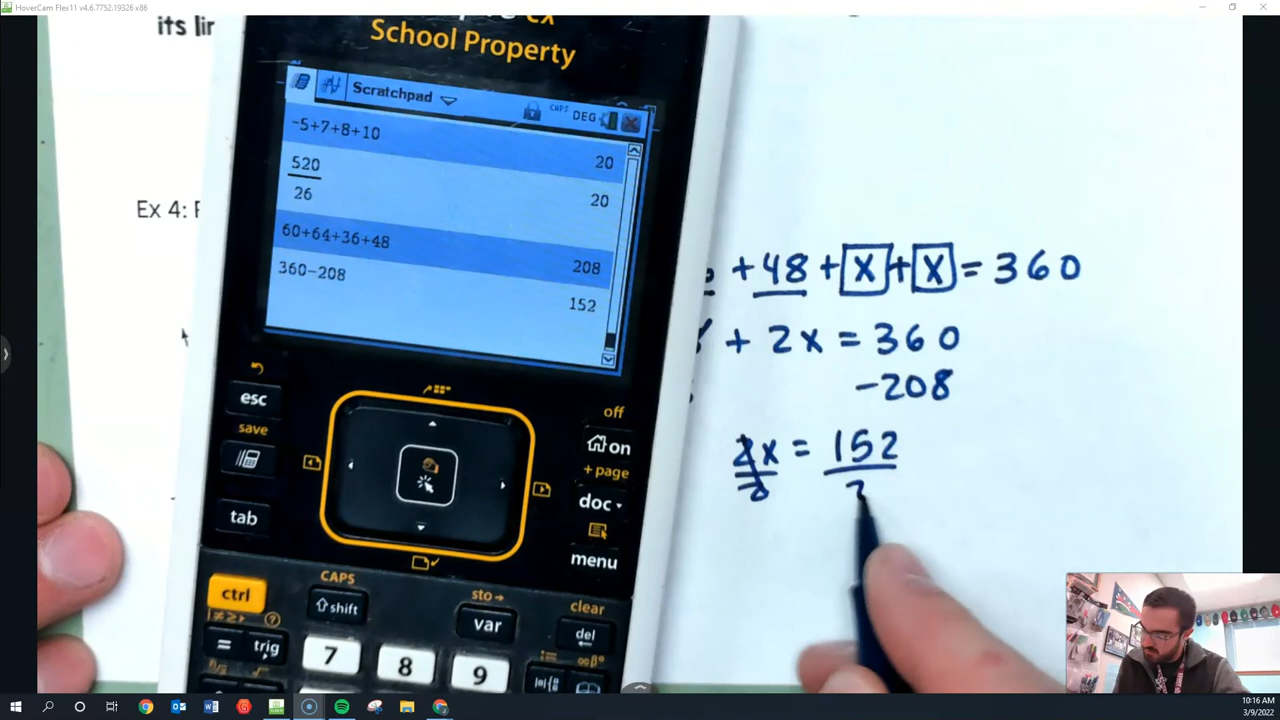 HoverCam Flex11 v4.6.7752.19326 x86
its lin
School Property
Scratchpad
CAPS DEG
-5+7+8+10
20
520
26
20
60+64+36+48
208
360-208
152
Ex 4: F
+ 48 + x + x = 360
+ 2x = 360
-208
2x = 152
2 2
esc
save
tab
off
on
+ page
doc
menu
ctrl
CAPS
shift
sto→
var
clear
del
= trig
7 8 9
10:16 AM
3/9/2022